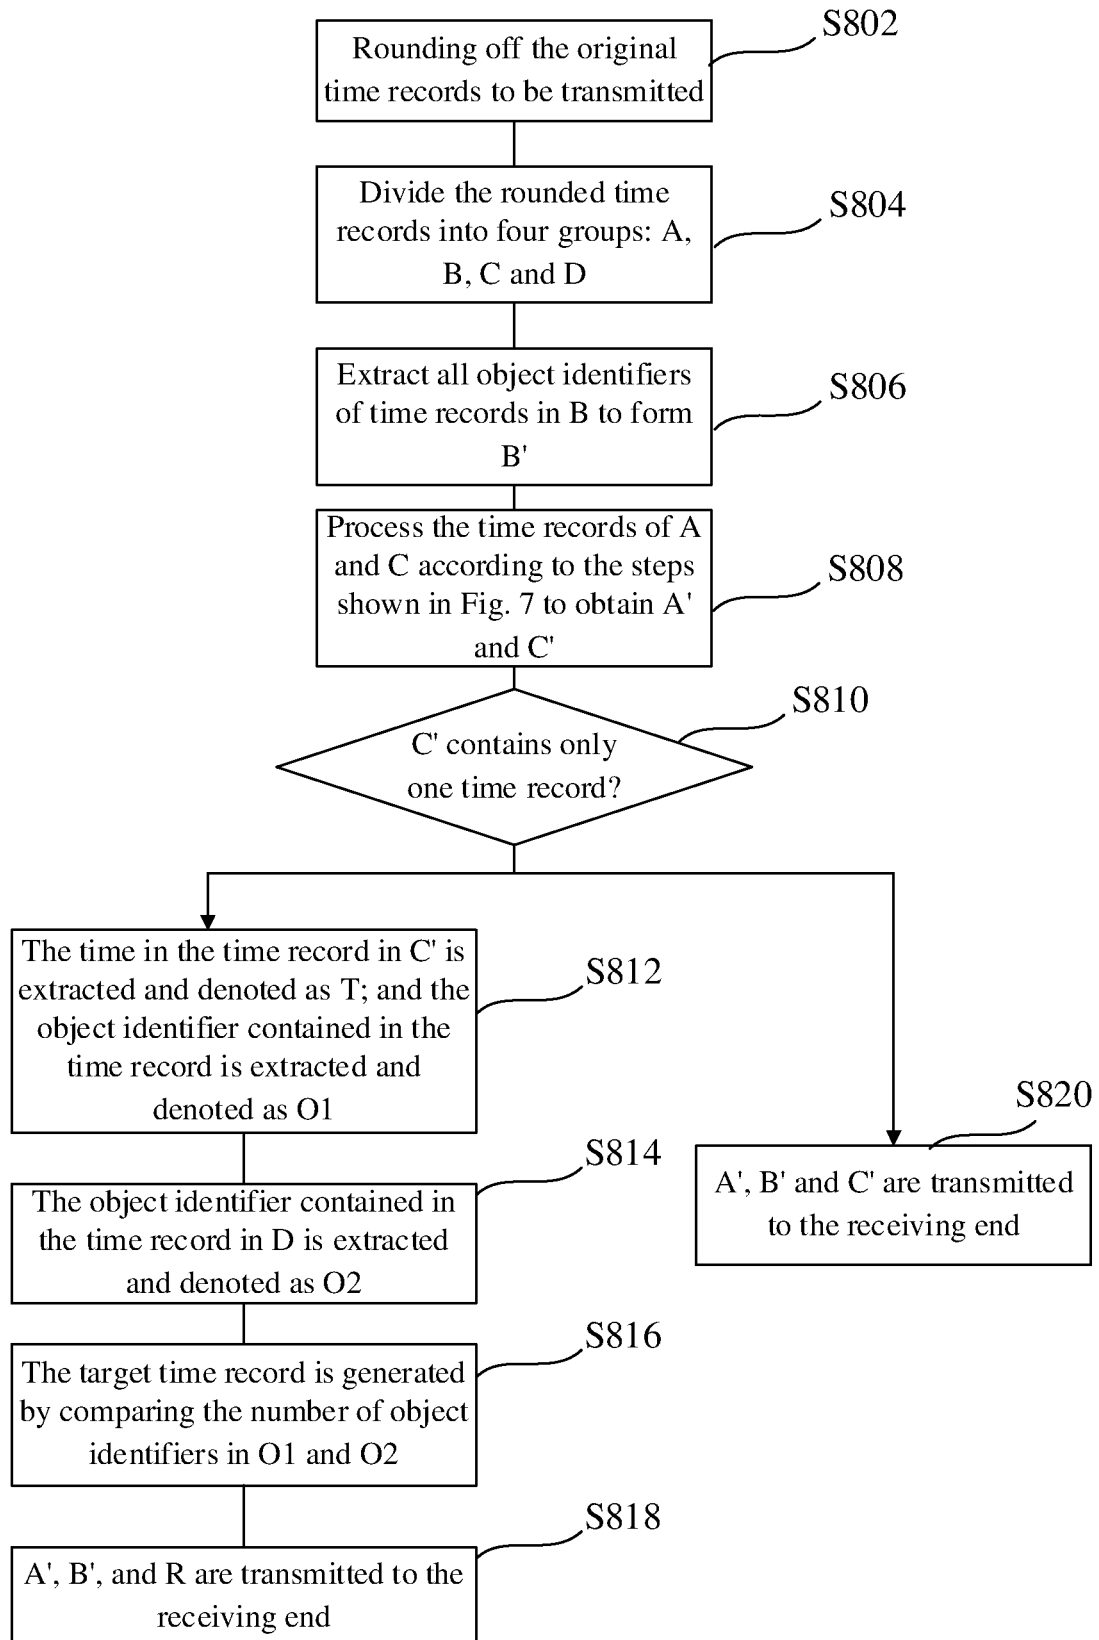 Rounding off the original
time records to be transmitted
S802
Divide the rounded time
records into four groups: A,
B, C and D
S804
Extract all object identifiers
of time records in B to form
B'
S806
Process the time records of A
and C according to the steps
shown in Fig. 7 to obtain A'
and C'
S808
C' contains only
one time record?
S810
The time in the time record in C' is
extracted and denoted as T; and the
object identifier contained in the
time record is extracted and
denoted as O1
S812
The object identifier contained in
the time record in D is extracted
and denoted as O2
S814
The target time record is generated
by comparing the number of object
identifiers in O1 and O2
S816
A', B', and R are transmitted to the
receiving end
S818
A', B' and C' are transmitted
to the receiving end
S820